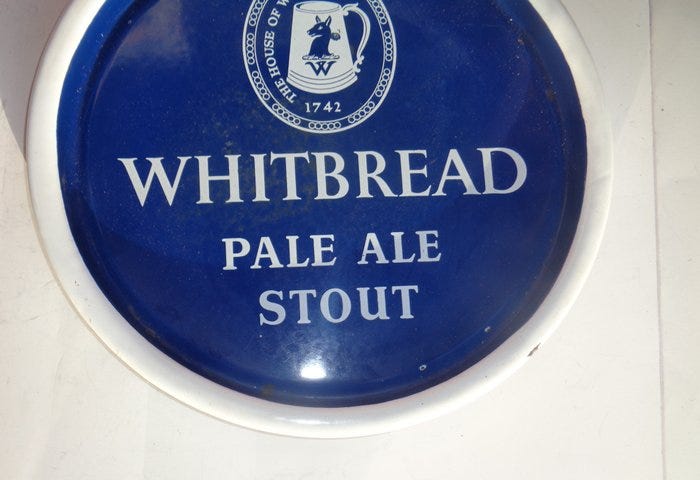 THE HOUSE OF
W
1742
WHITBREAD
PALE ALE
STOUT